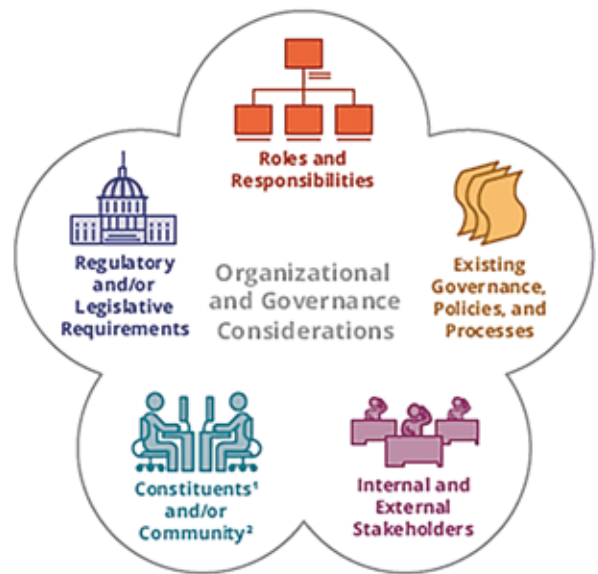 Roles and
Responsibilities
Regulatory
and/or
Legislative
Requirements
Organizational
and Governance
Considerations
Existing
Governance,
Policies, and
Processes
Constituents¹
and/or
Community²
Internal and
External
Stakeholders